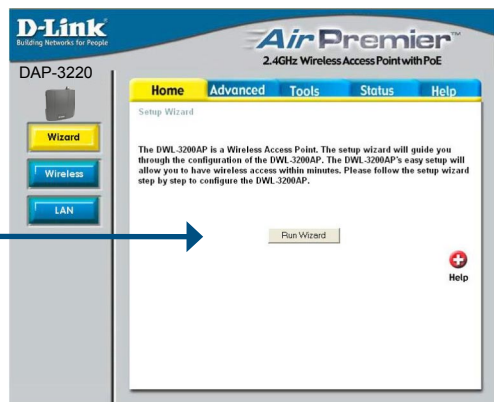 D-Link
Building Networks for People
Air Premier™
2.4GHz Wireless Access Point with PoE
DAP-3220
Home Advanced Tools Status Help
Setup Wizard
Wizard
Wireless
LAN
The DWL-3200AP is a Wireless Access Point. The setup wizard will guide you
through the configuration of the DWL-3200AP. The DWL-3200AP's easy setup will
allow you to have wireless access within minutes. Please follow the setup wizard
step by step to configure the DWL-3200AP.
Run Wizard
Help